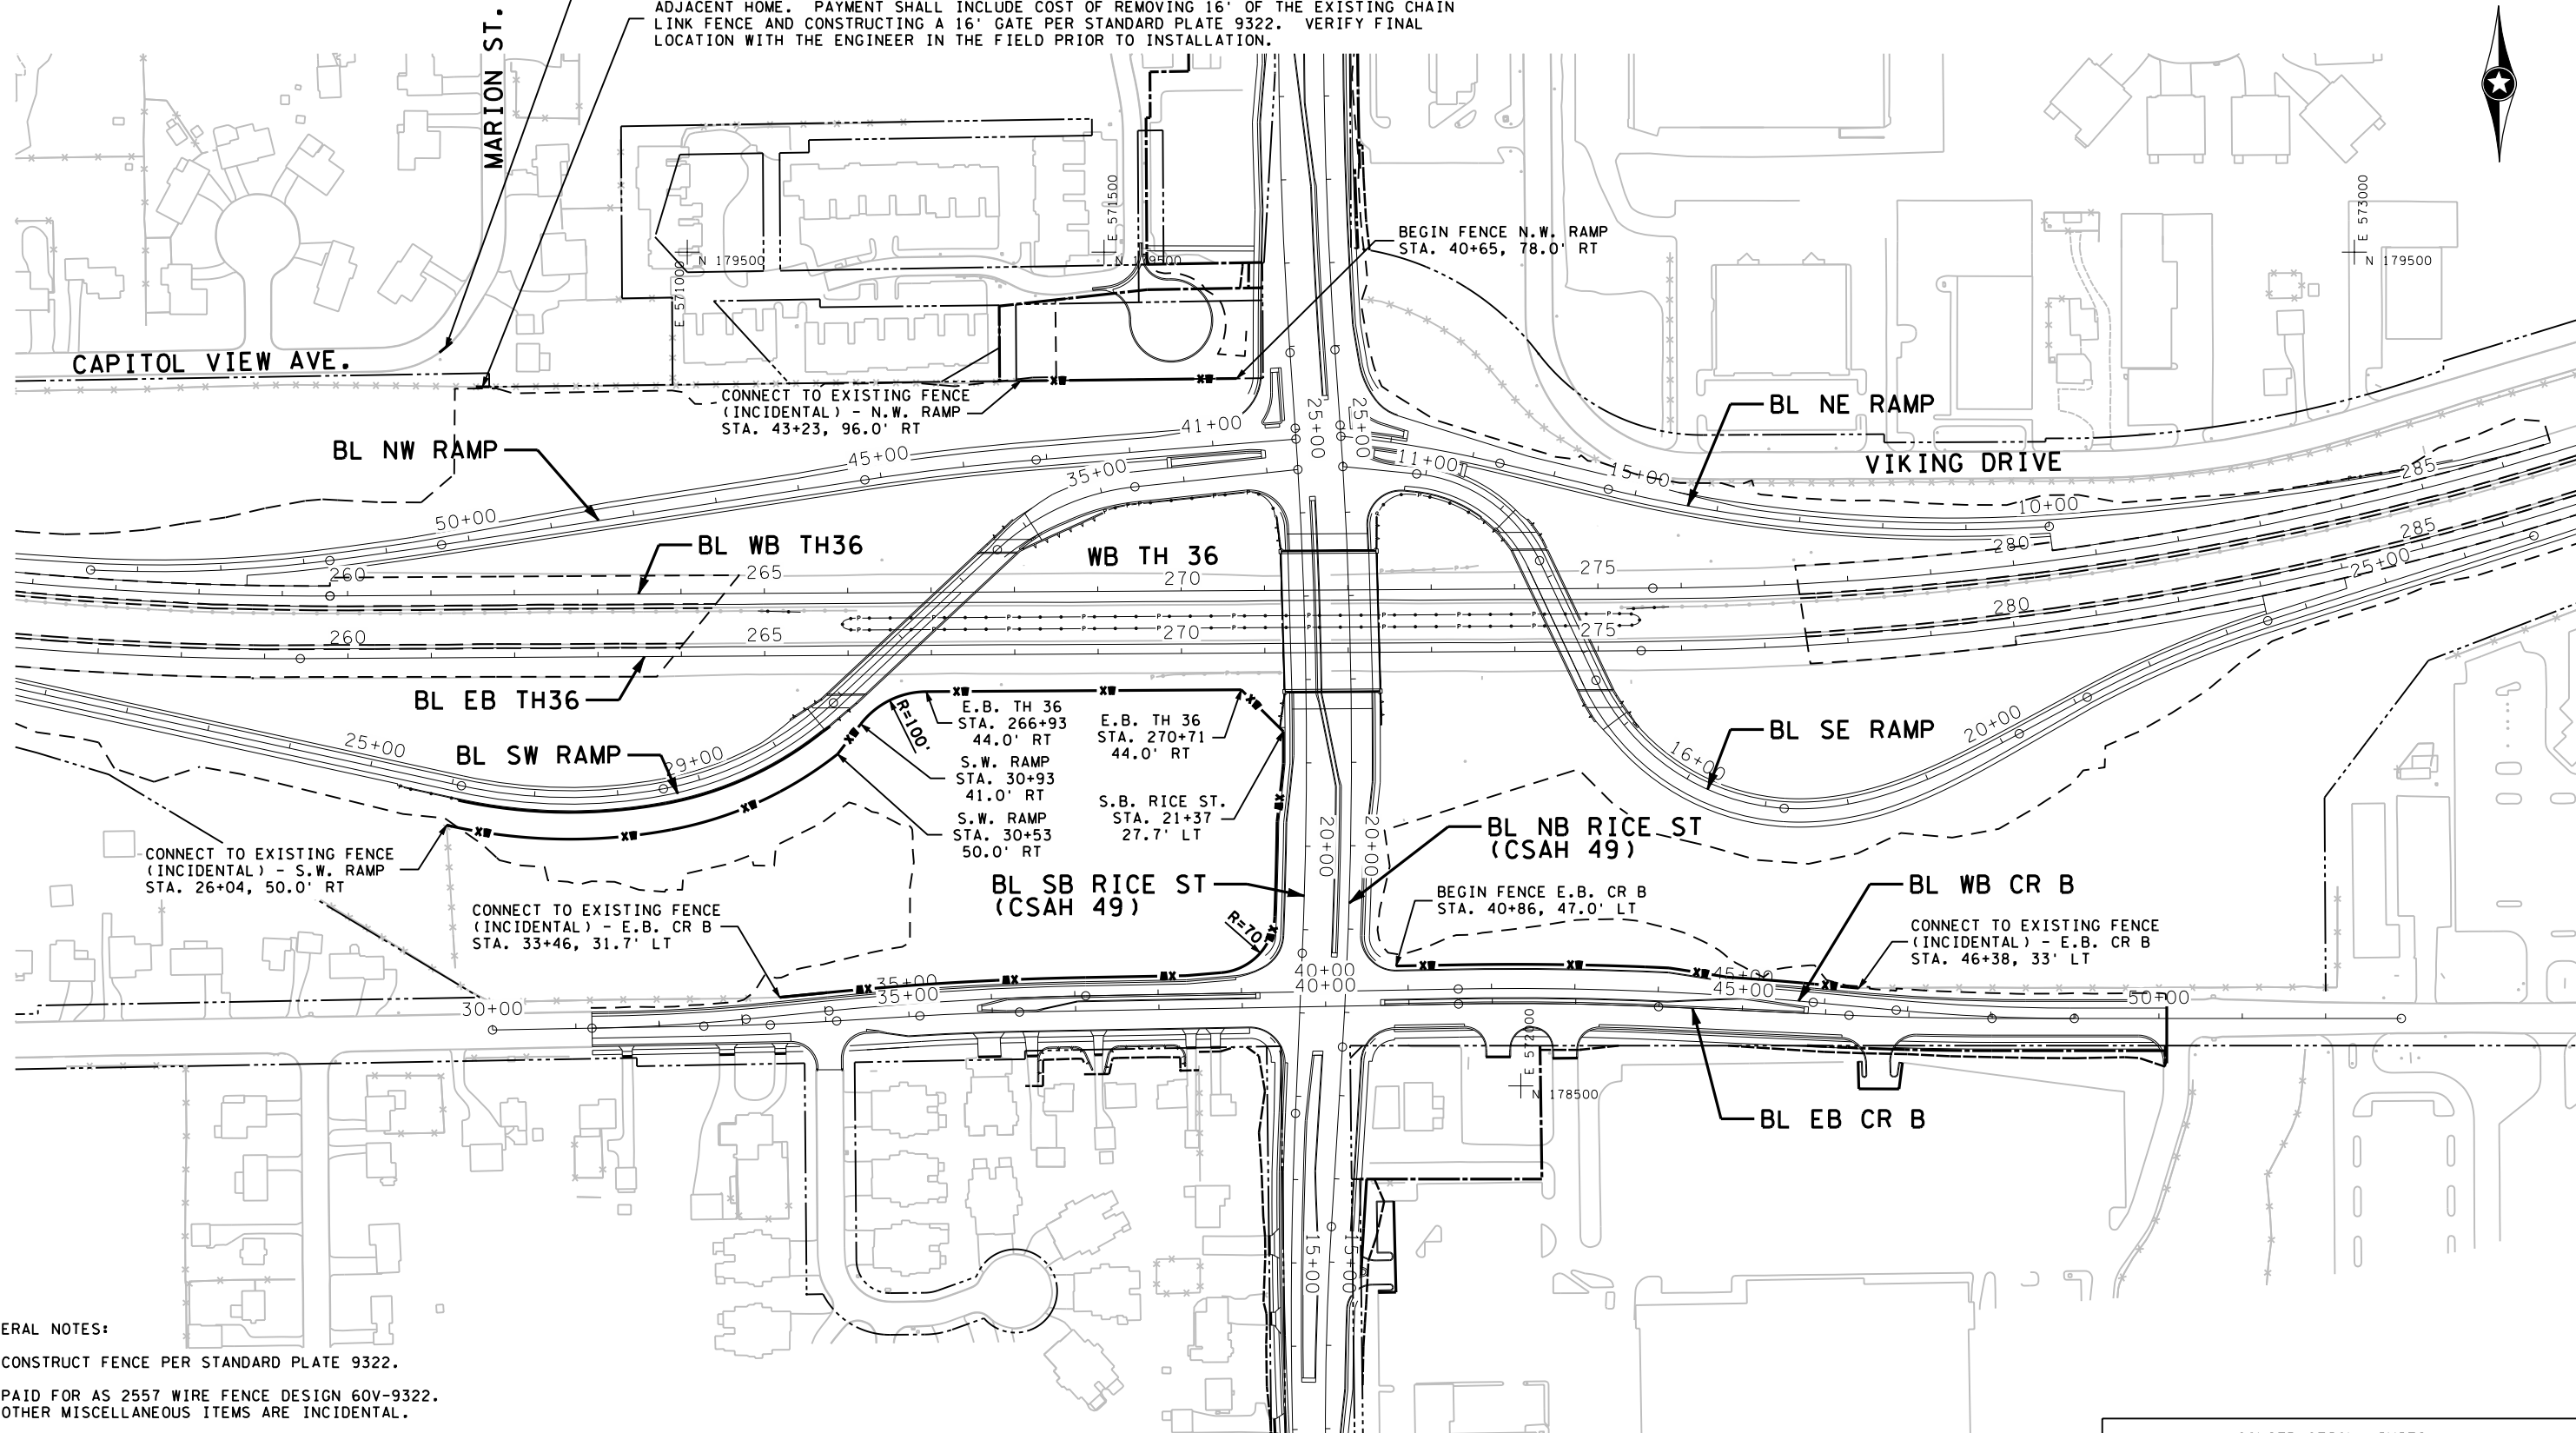 ADJACENT HOME. PAYMENT SHALL INCLUDE COST OF REMOVING 16' OF THE EXISTING CHAIN
LINK FENCE AND CONSTRUCTING A 16' GATE PER STANDARD PLATE 9322. VERIFY FINAL
LOCATION WITH THE ENGINEER IN THE FIELD PRIOR TO INSTALLATION.
MARION ST.
E 571500
E 573000
BEGIN FENCE N.W. RAMP
STA. 40+65, 78.0' RT
N 179500
N 179500
N 179500
E 571000
CAPITOL VIEW AVE.
CONNECT TO EXISTING FENCE
(INCIDENTAL) - N.W. RAMP
STA. 43+23, 96.0' RT
BL NE RAMP
25+00
25+00
41+00
BL NW RAMP
45+00
35+00
11+00
15+00
VIKING DRIVE
285
50+00
10+00
285
BL WB TH36
WB TH 36
280
260
265
270
275
25+00
280
260
265
270
275
BL EB TH36
R=100'
E.B. TH 36
STA. 266+93
44.0' RT
E.B. TH 36
STA. 270+71
44.0' RT
BL SE RAMP
20+00
25+00
BL SW RAMP
29+00
16+00
S.W. RAMP
STA. 30+93
41.0' RT
S.B. RICE ST.
STA. 21+37
27.7' LT
S.W. RAMP
STA. 30+53
50.0' RT
20+00
20+00
BL NB RICE ST
(CSAH 49)
CONNECT TO EXISTING FENCE
(INCIDENTAL) - S.W. RAMP
STA. 26+04, 50.0' RT
BL SB RICE ST
(CSAH 49)
BEGIN FENCE E.B. CR B
STA. 40+86, 47.0' LT
BL WB CR B
CONNECT TO EXISTING FENCE
(INCIDENTAL) - E.B. CR B
STA. 33+46, 31.7' LT
R=70'
CONNECT TO EXISTING FENCE
(INCIDENTAL) - E.B. CR B
STA. 46+38, 33' LT
40+00
40+00
35+00
35+00
45+00
45+00
50+00
30+00
E 572000
N 178500
BL EB CR B
15+00
15+00
ERAL NOTES:
CONSTRUCT FENCE PER STANDARD PLATE 9322.
PAID FOR AS 2557 WIRE FENCE DESIGN 60V-9322.
OTHER MISCELLANEOUS ITEMS ARE INCIDENTAL.